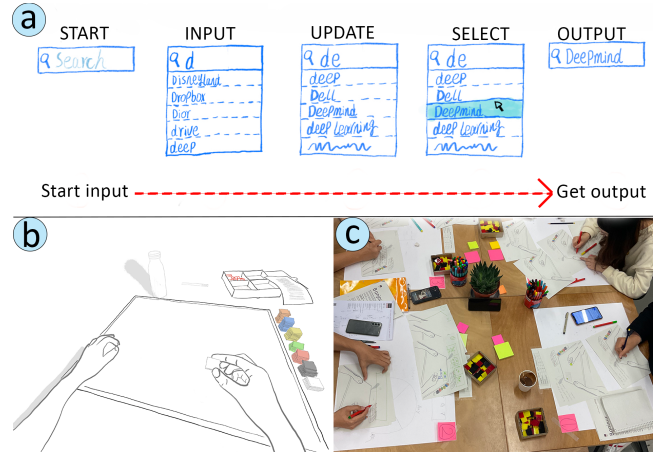 a
START
INPUT
UPDATE
SELECT
OUTPUT
Search
d
Disneyland
Dropbox
Dior
drive
deep
de
deep
Dell
Deepmind
deep learning
de
deep
Dell
Deepmind
deep learning
Deepmind
Start input
Get output
b
c